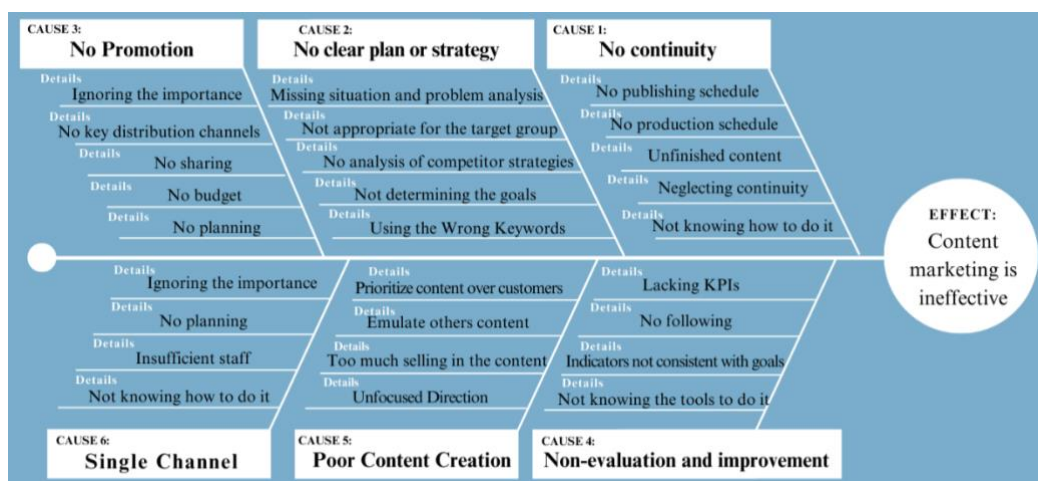 CAUSE 3:
No Promotion
Details
Ignoring the importance
Details
No key distribution channels
Details
No sharing
Details
No budget
Details
No planning
CAUSE 2:
No clear plan or strategy
Details
Missing situation and problem analysis
Details
Not appropriate for the target group
Details
No analysis of competitor strategies
Details
Not determining the goals
Details
Using the Wrong Keywords
CAUSE 1:
No continuity
Details
No publishing schedule
Details
No production schedule
Details
Unfinished content
Details
Neglecting continuity
Details
Not knowing how to do it
EFFECT:
Content
marketing is
ineffective
Details
Ignoring the importance
Details
No planning
Details
Insufficient staff
Details
Not knowing how to do it
CAUSE 6:
Single Channel
Details
Prioritize content over customers
Details
Emulate others content
Details
Too much selling in the content
Details
Unfocused Direction
CAUSE 5:
Poor Content Creation
Details
Lacking KPIs
Details
No following
Details
Indicators not consistent with goals
Details
Not knowing the tools to do it
CAUSE 4:
Non-evaluation and improvement